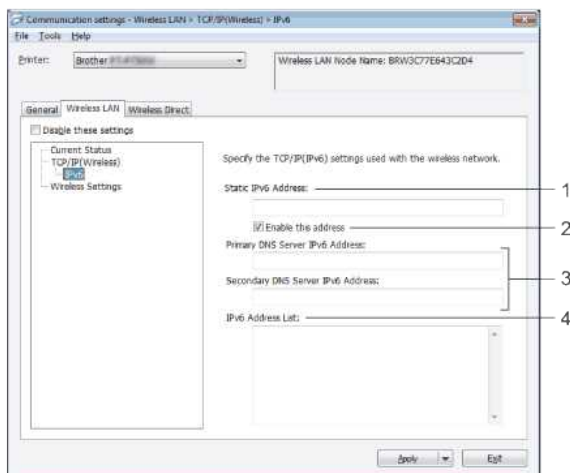 Communication settings - Wireless LAN > TCP/IP(Wireless) > IPv6
File Tools Help
Printer: Brother
Wireless LAN Node Name: BRW3C77E643C2D4
General Wireless LAN Wireless Direct
Disable these settings
Current Status
TCP/IP(Wireless)
IPv6
Wireless Settings
Specify the TCP/IP(IPv6) settings used with the wireless network.
Static IPv6 Address: 1
Enable this address 2
Primary DNS Server IPv6 Address:
3
Secondary DNS Server IPv6 Address:
IPv6 Address List: 4
Apply Exit